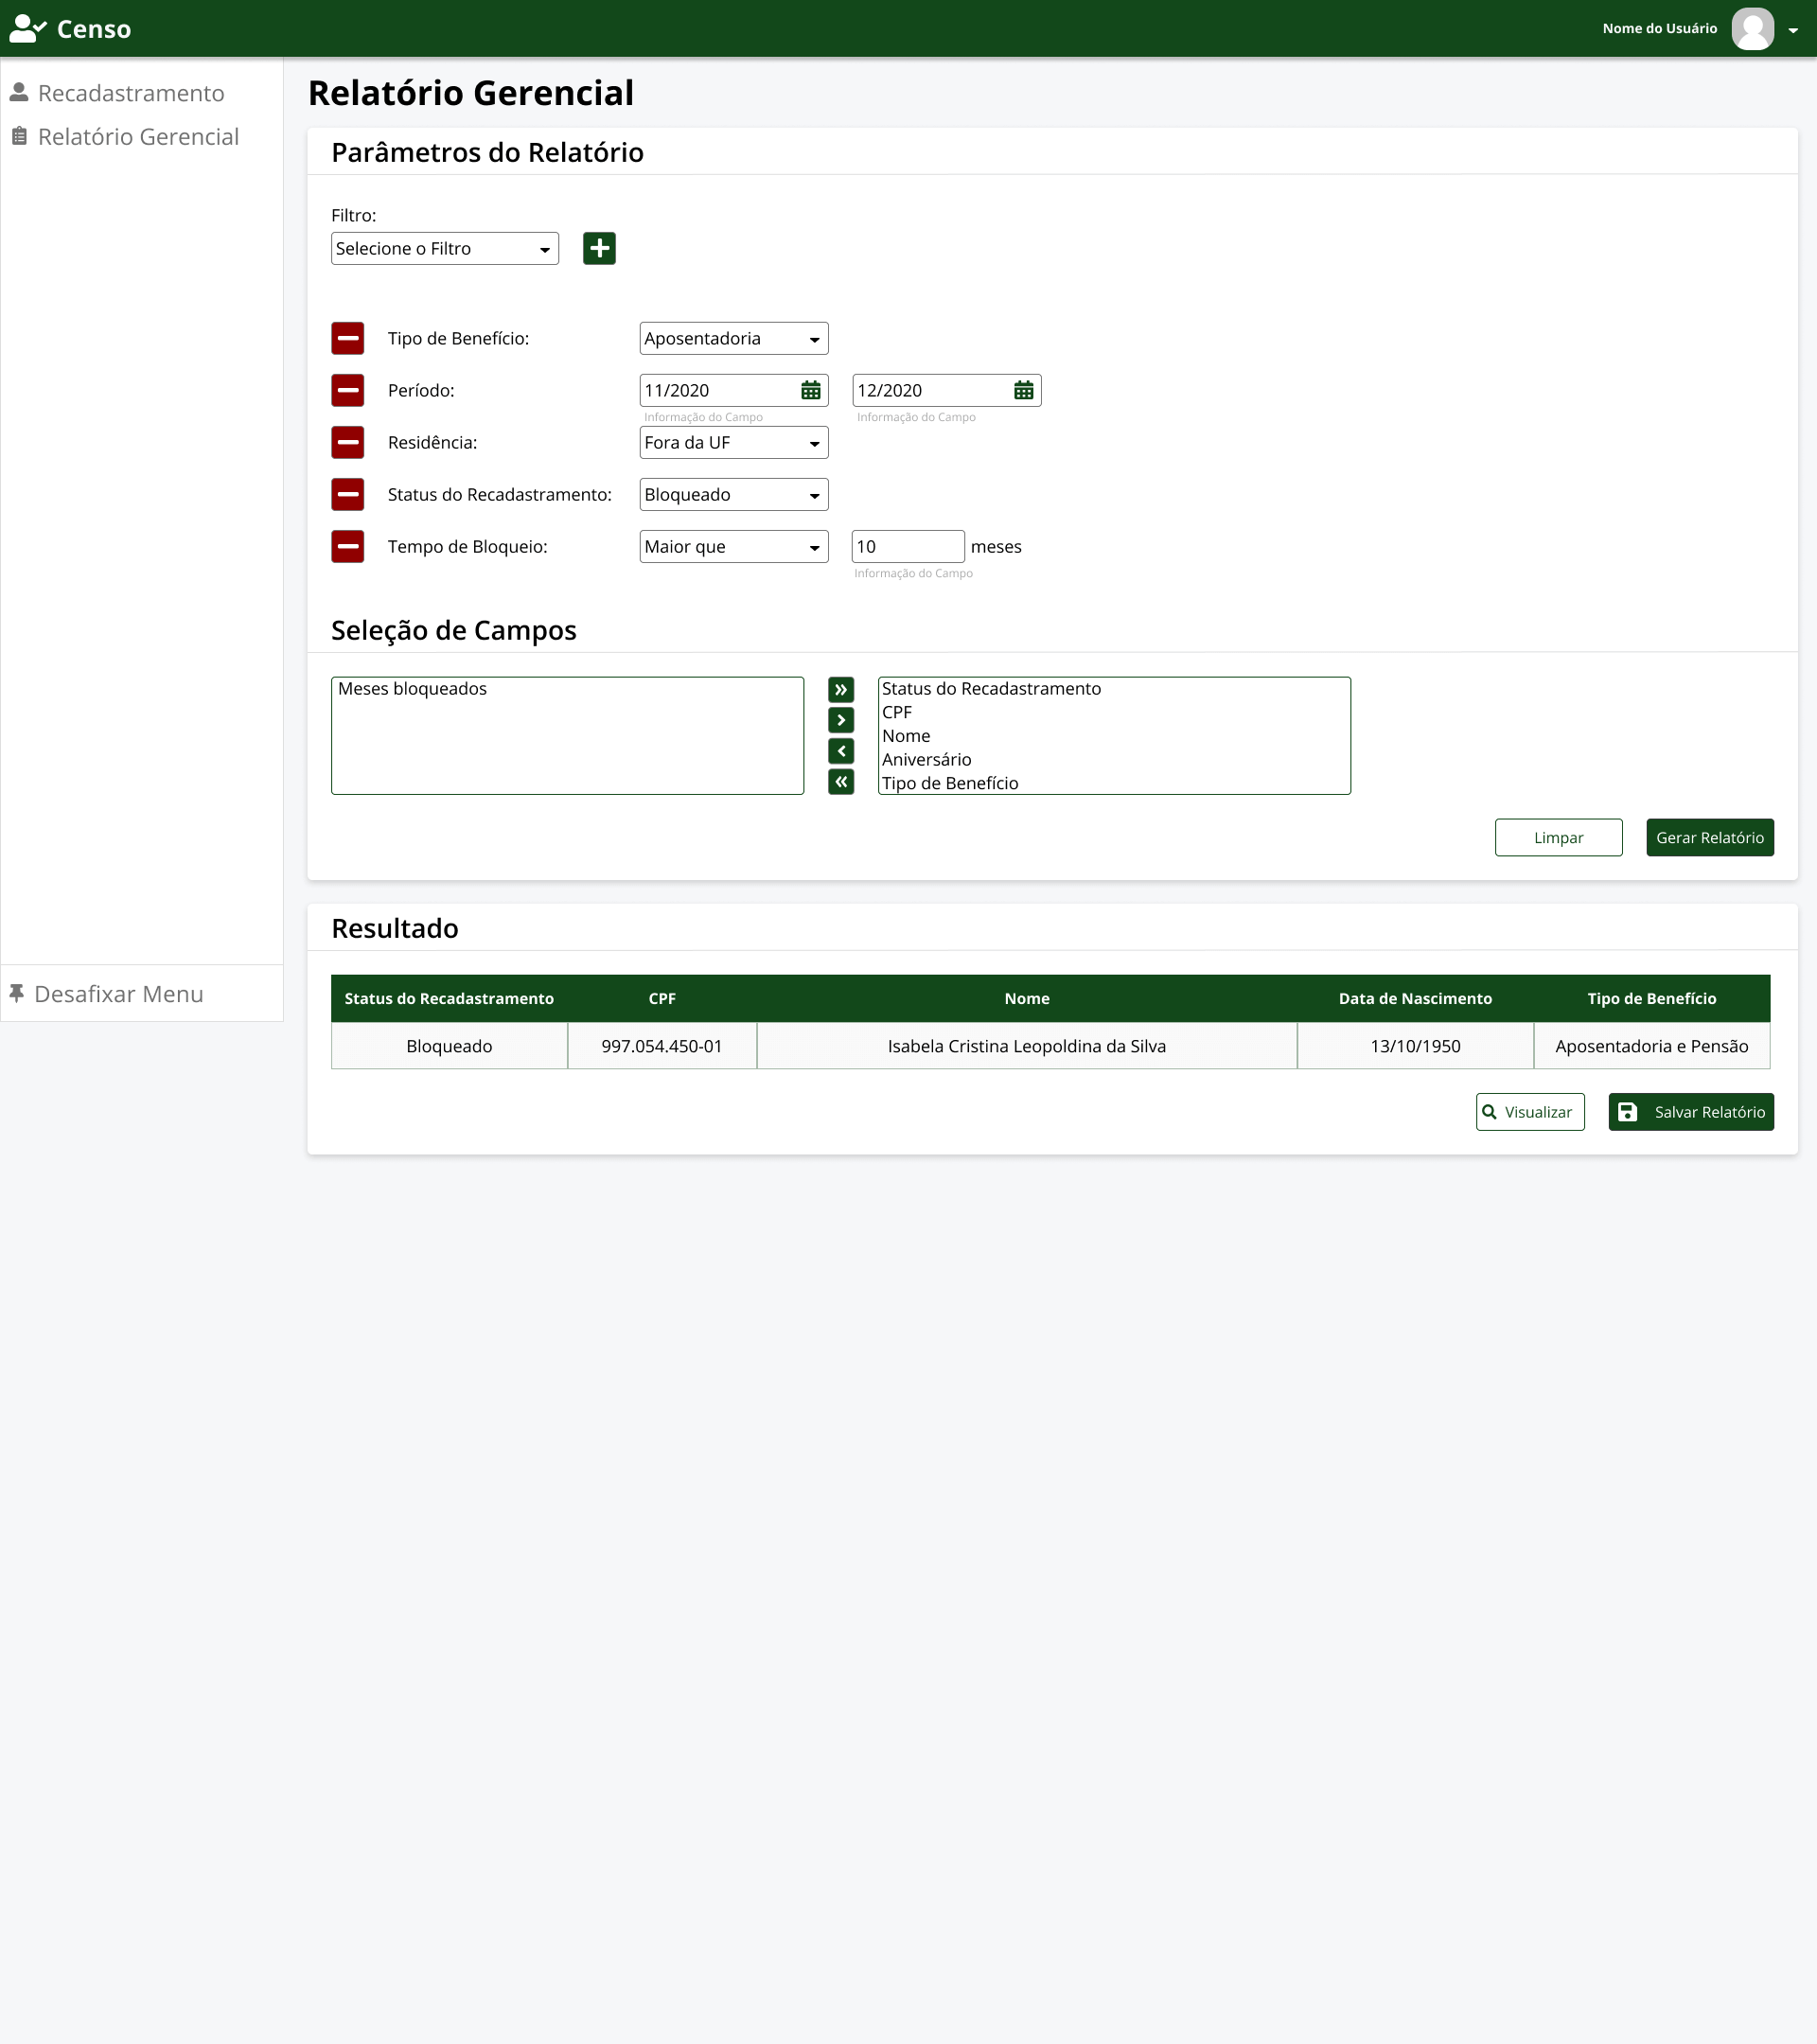 Censo
Nome do Usuário
Recadastramento
Relatório Gerencial
Desafixar Menu
Relatório Gerencial
Parâmetros do Relatório
Filtro:
Selecione o Filtro
Tipo de Benefício: Aposentadoria
Período: 11/2020 12/2020
Informação do Campo Informação do Campo
Residência: Fora da UF
Status do Recadastramento: Bloqueado
Tempo de Bloqueio: Maior que 10 meses
Informação do Campo
Seleção de Campos
Meses bloqueados
Status do Recadastramento
CPF
Nome
Aniversário
Tipo de Benefício
Limpar Gerar Relatório
Resultado
Status do Recadastramento CPF Nome Data de Nascimento Tipo de Benefício
Bloqueado 997.054.450-01 Isabela Cristina Leopoldina da Silva 13/10/1950 Aposentadoria e Pensão
Visualizar Salvar Relatório